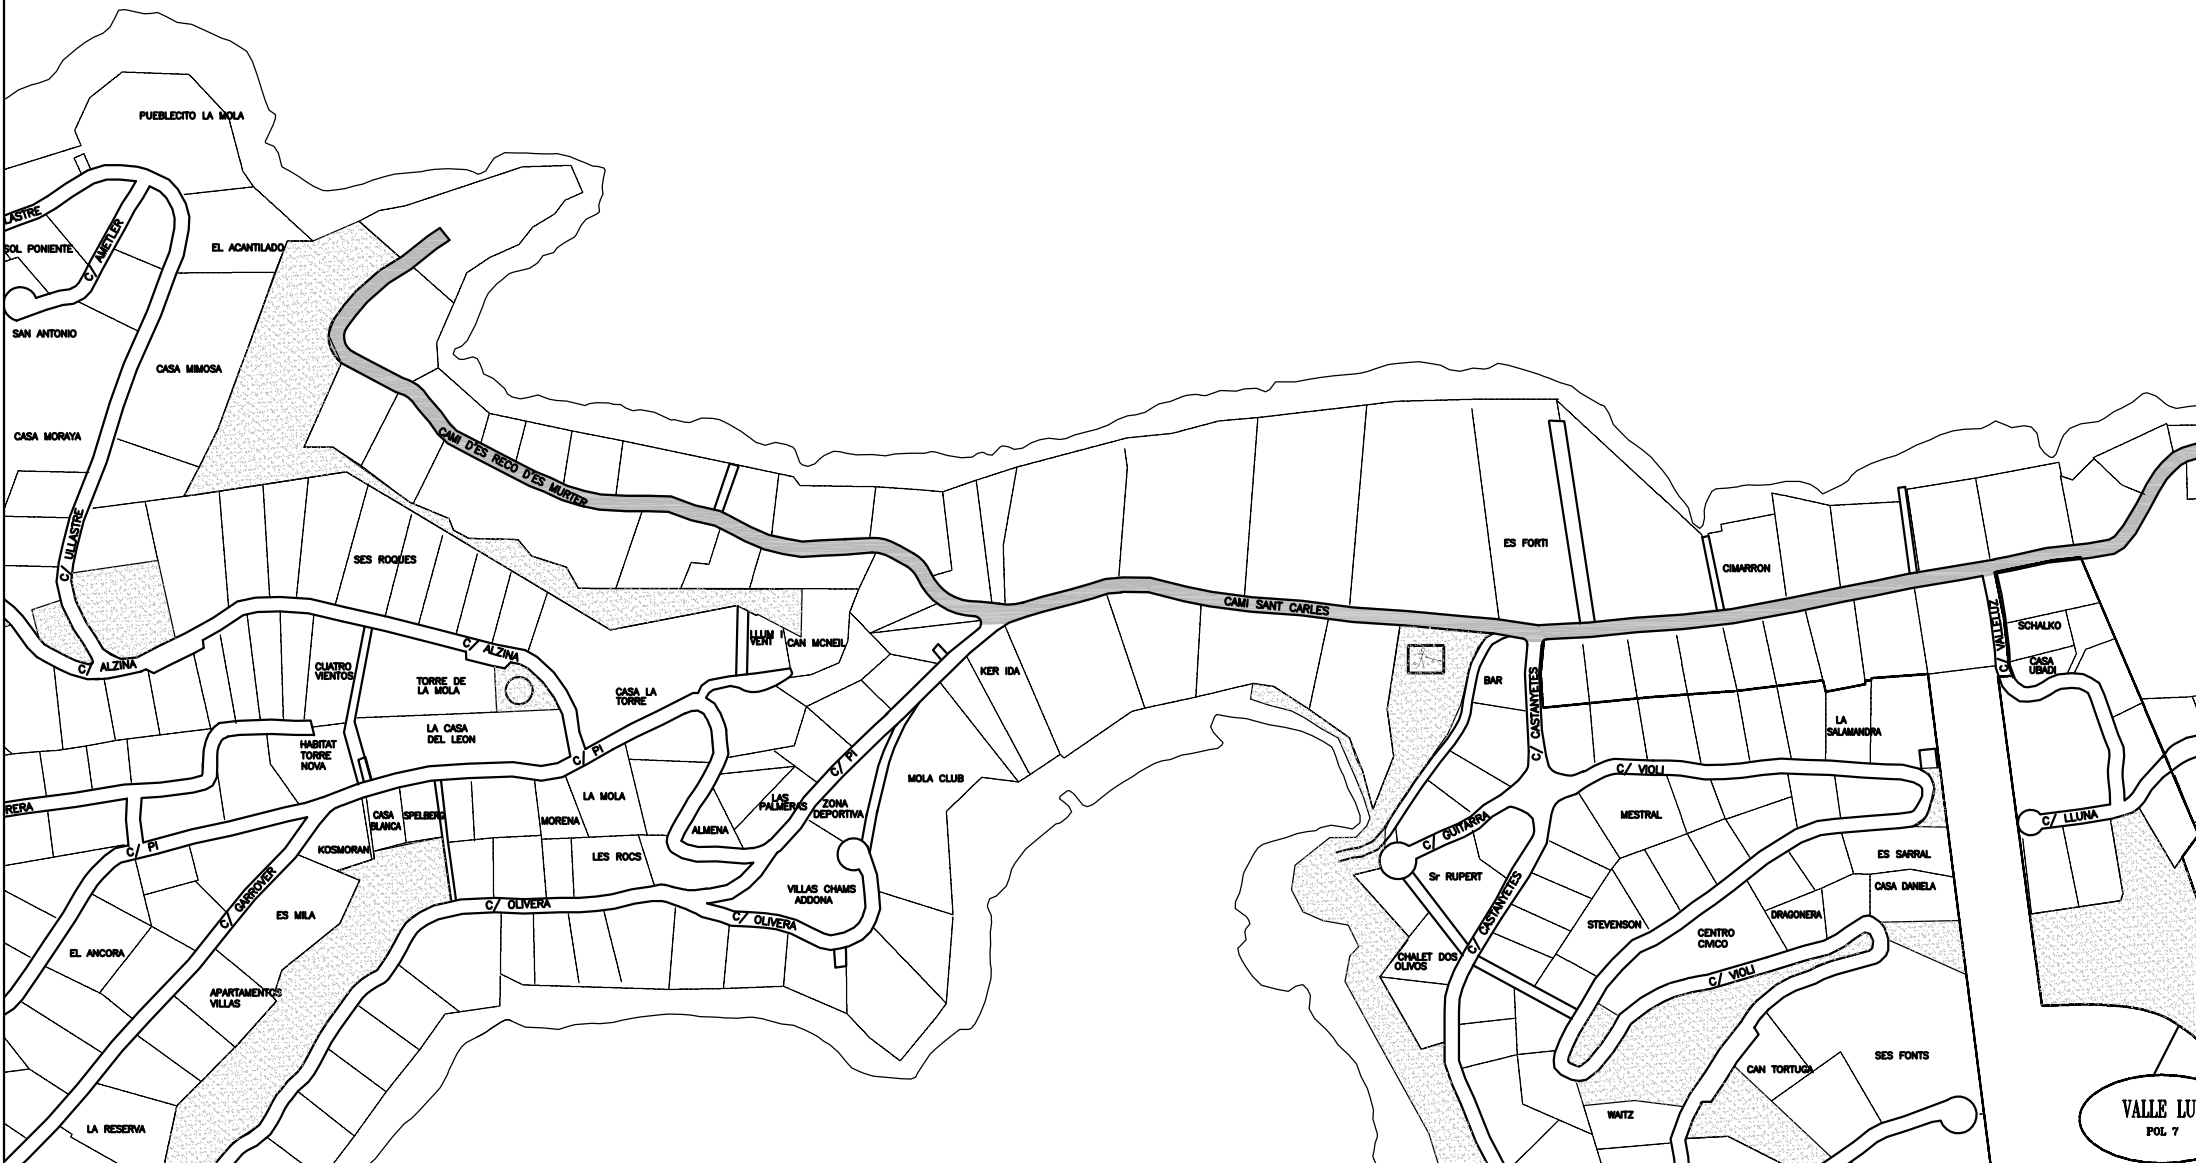 PUEBLECITO LA MOLA
LASTRE
C/ AMETLER
SOL PONIENTE
EL ACANTILADO
SAN ANTONIO
CASA MIMOSA
CASA MORAYA
C/ ULLASTRE
CAMI D'ES RECO D'ES MURTER
SES ROQUES
ES FORTI
CIMARRON
CAMI SANT CARLES
C/ ALZINA
C/ ALZINA
LLUM I
VENT
CAN MCNEIL
C/ VALLELUZ
SCHALKO
CASA
UBADI
CUATRO
VIENTOS
TORRE DE
LA MOLA
CASA LA
TORRE
KER IDA
BAR
C/ CASTANYETES
LA
SALAMANDRA
LA CASA
DEL LEON
HABITAT
TORRE
NOVA
C/ PI
C/ PI
MOLA CLUB
C/ VIOLI
RERA
CASA
BLANCA
SPELBERG
LA MOLA
MORENA
LAS
PALMERAS
ZONA
DEPORTIVA
ALMENA
MESTRAL
C/ LLUNA
C/ GUITARRA
C/ PI
KOSMORAN
LES ROCS
ES SARRAL
Sr RUPERT
CASA DANIELA
C/ GARROVER
ES MILA
C/ OLIVERA
VILLAS CHAMS
ADDONA
C/ OLIVERA
C/ CASTANYETES
STEVENSON
DRAGONERA
CENTRO
CIVICO
EL ANCORA
CHALET DOS
OLIVOS
C/ VIOLI
APARTAMENTOS
VILLAS
SES FONTS
CAN TORTUGA
WAITZ
LA RESERVA
VALLE LU
POL 7